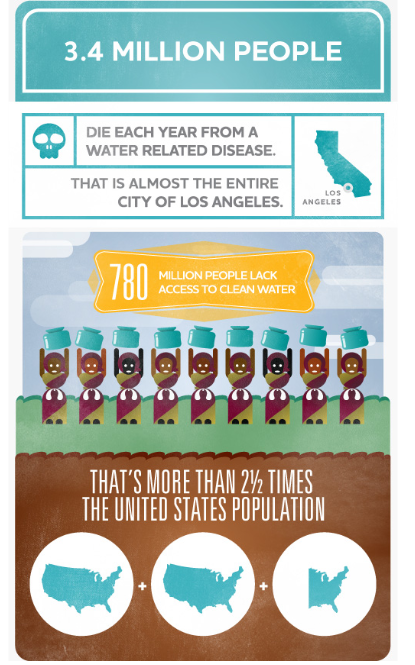 3.4 MILLION PEOPLE
DIE EACH YEAR FROM A
WATER RELATED DISEASE.
THAT IS ALMOST THE ENTIRE
CITY OF LOS ANGELES.
LOS
ANGELES
780 MILLION PEOPLE LACK
ACCESS TO CLEAN WATER
THAT'S MORE THAN 2½ TIMES
THE UNITED STATES POPULATION
+ +